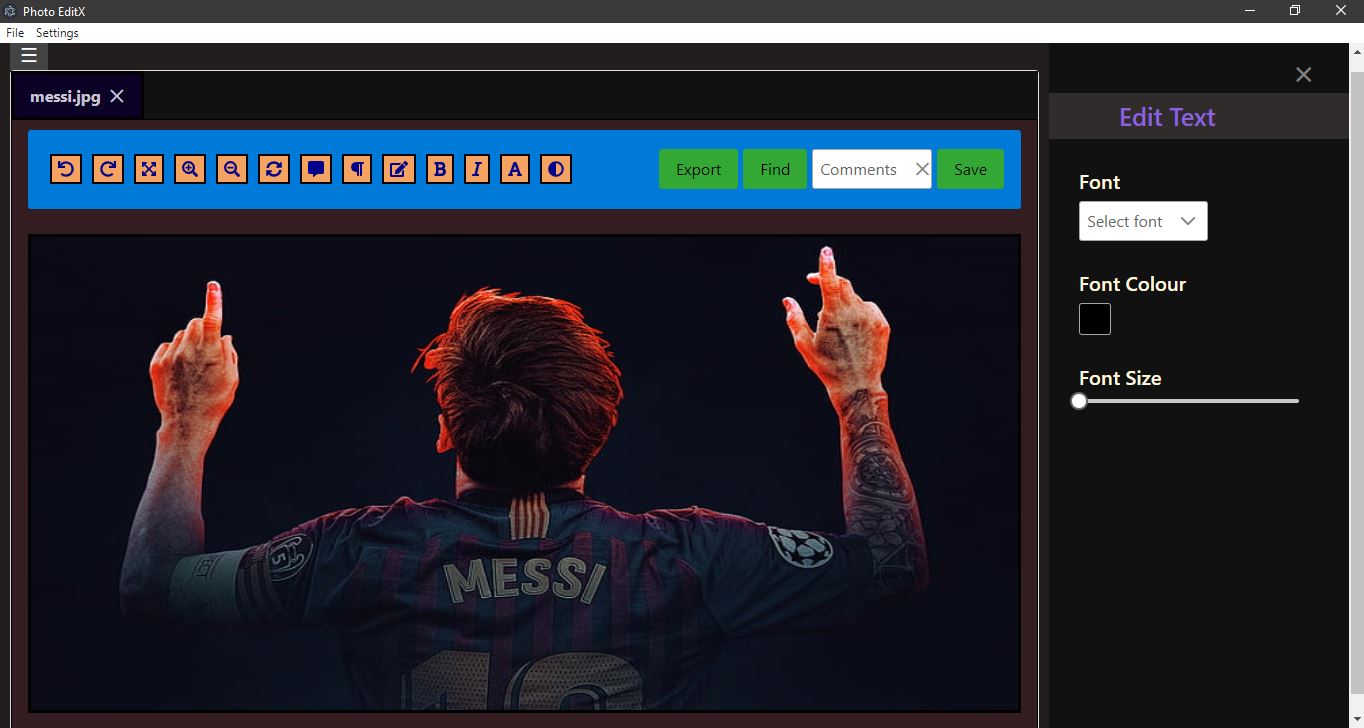 Photo EditX
File Settings
messi.jpg
B I A
Export Find Comments Save
Edit Text
Font
Select font
Font Colour
Font Size
MESSI
10